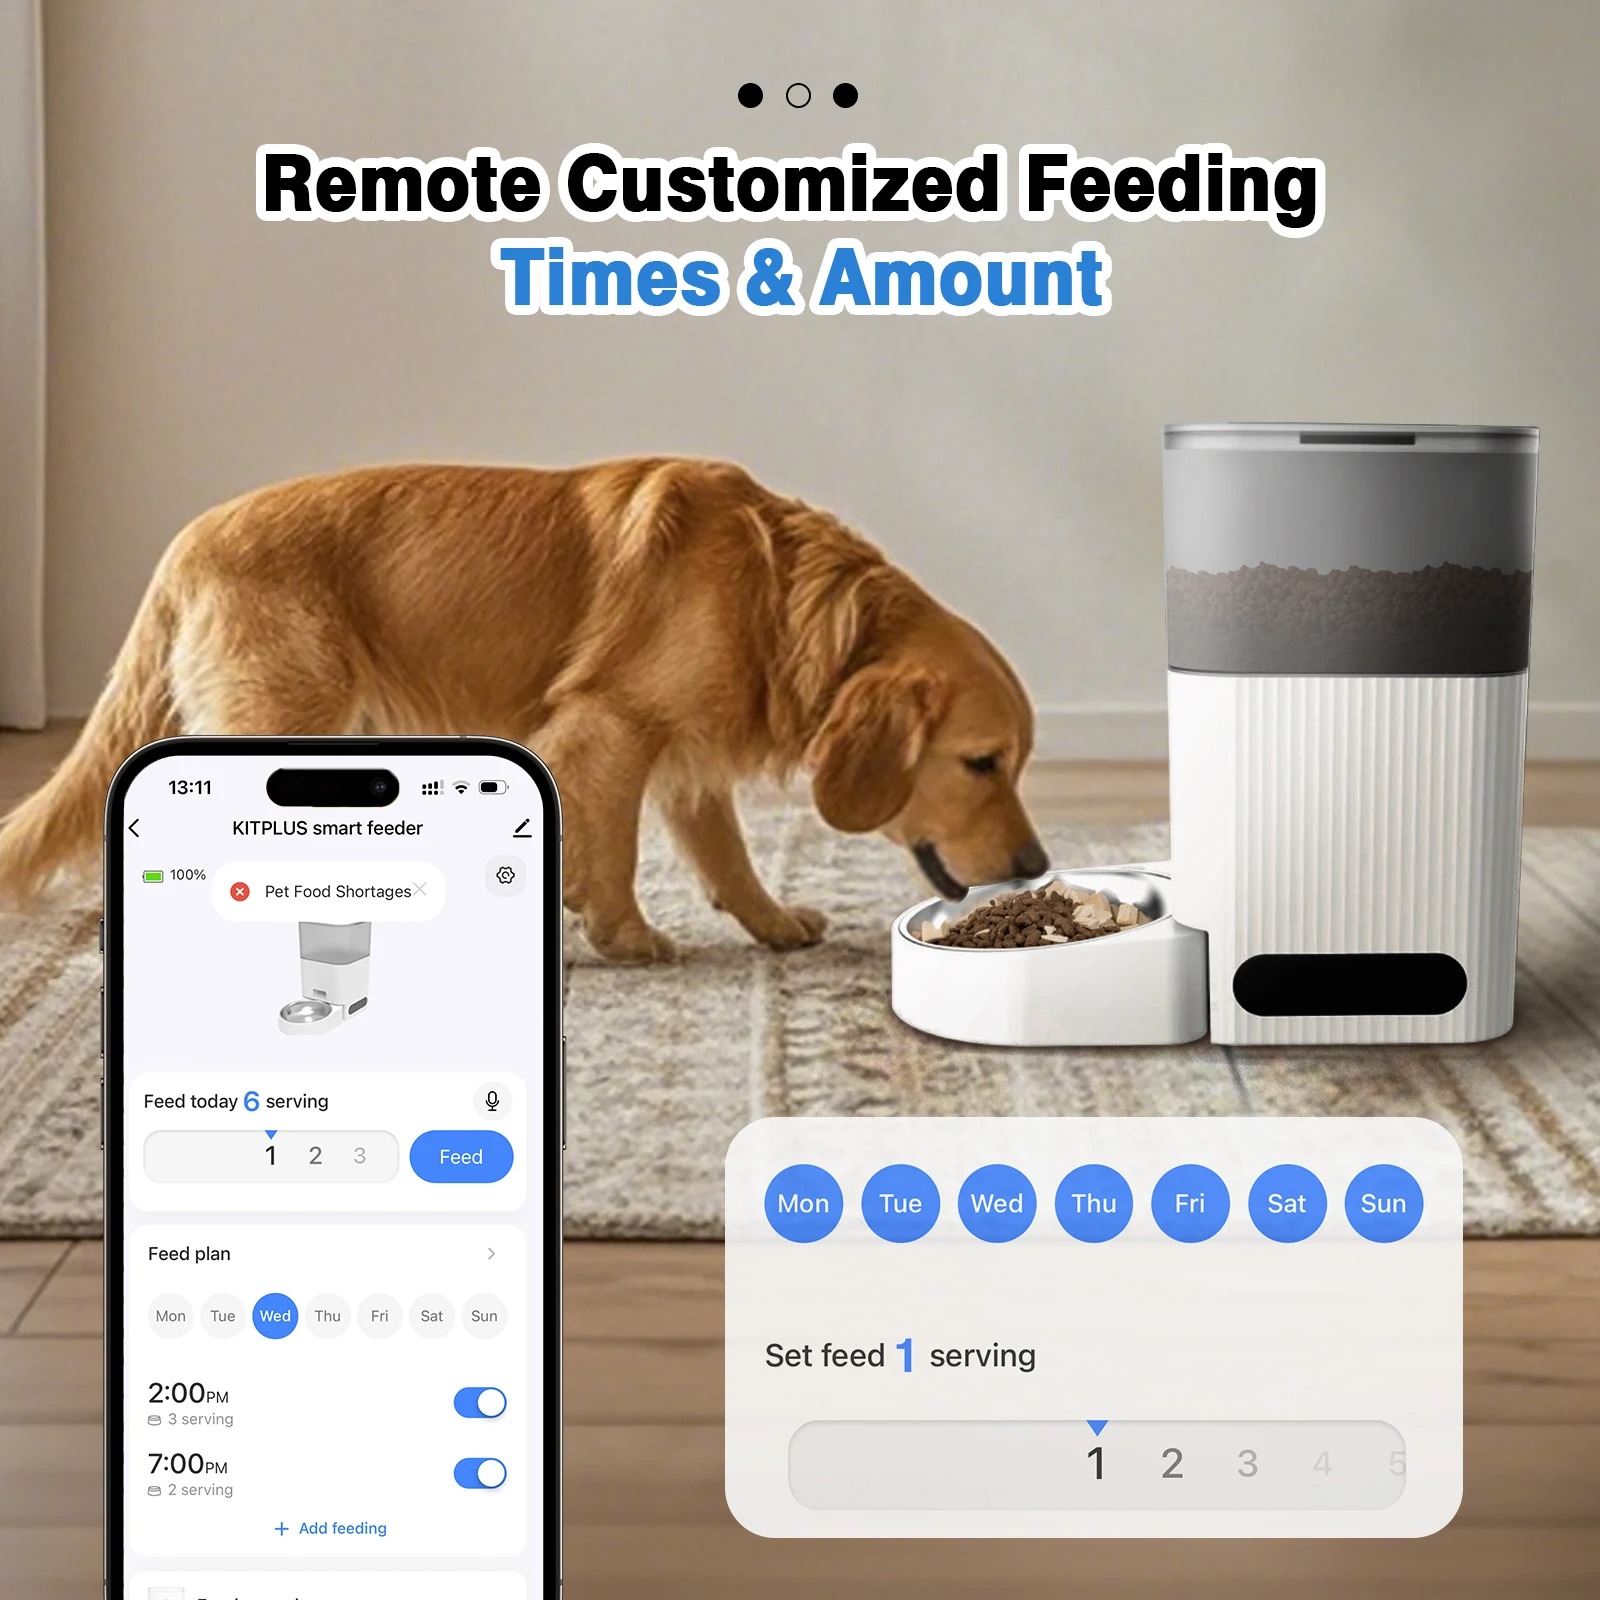 Remote Customized Feeding
Times & Amount
13:11
KITPLUS smart feeder
100%
Pet Food Shortages
Feed today 6 serving
1 2 3
Feed
Feed plan
Mon Tue Wed Thu Fri Sat Sun
2:00PM
3 serving
7:00PM
2 serving
+ Add feeding
Mon Tue Wed Thu Fri Sat Sun
Set feed 1 serving
1 2 3 4 5